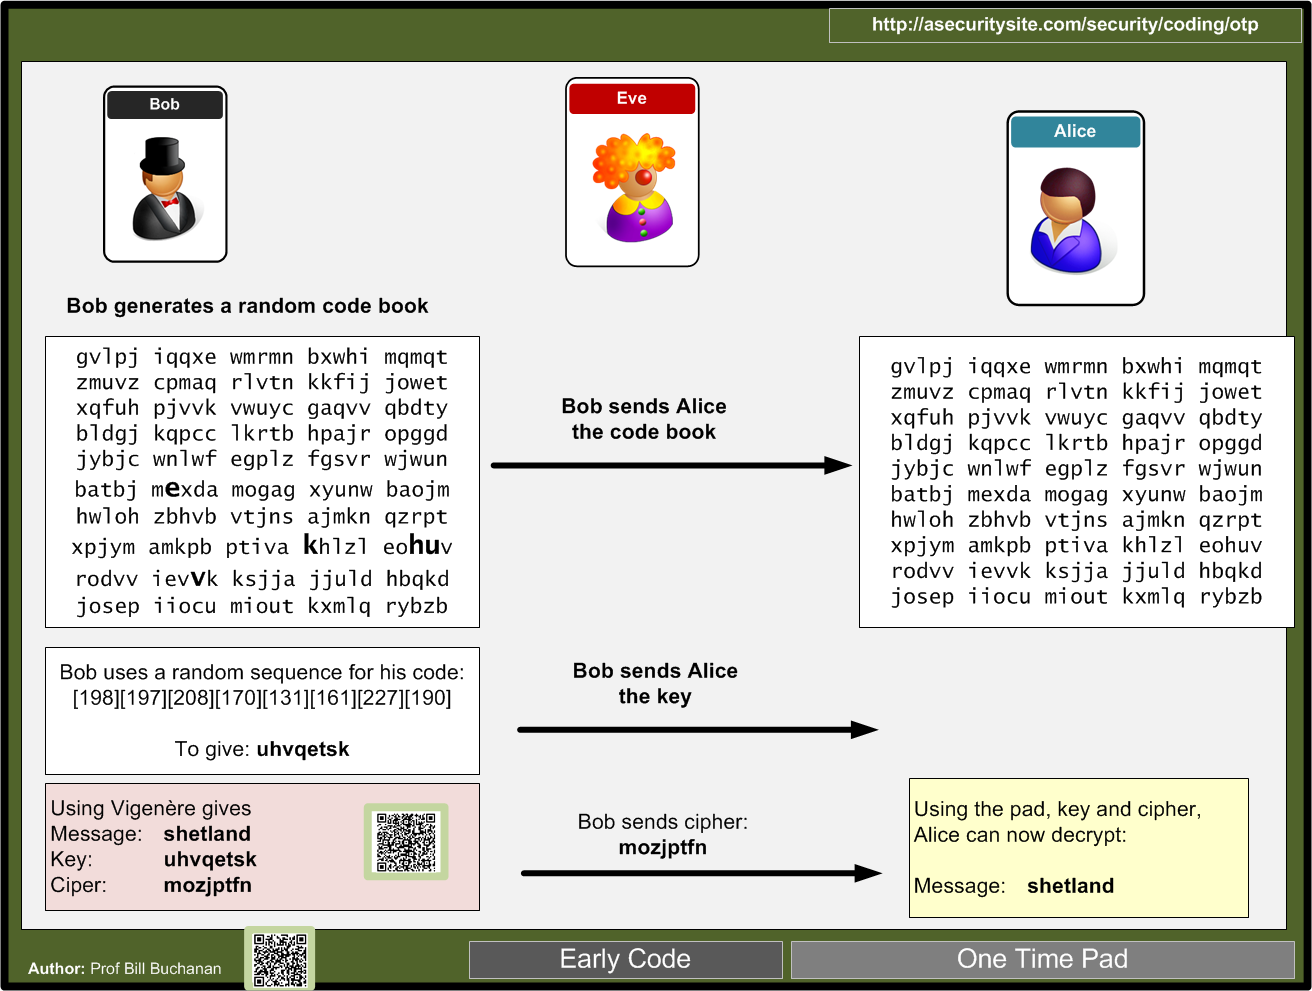 http://asecuritysite.com/security/coding/otp
Bob
Eve
Alice
Bob generates a random code book
gvlpj iqqxe wmrmn bxwhi mqmqt
zmuvz cpmaq rlvtn kkfij jowet
xqfuh pjvvk vwuyc gaqvv qbdty
bldgj kqpcc lkrtb hpajr opggd
jybjc wnlwf egplz fgsvr wjwun
batbj mexda mogag xyunw baojm
hwloh zbhvb vtjns ajmkn qzrpt
xpjym amkpb ptiva khlzl eohuv
rodvv ievvk ksjja jjuld hbqkd
josep iiocu miout kxmlq rybzb
Bob sends Alice
the code book
gvlpj iqqxe wmrmn bxwhi mqmqt
zmuvz cpmaq rlvtn kkfij jowet
xqfuh pjvvk vwuyc gaqvv qbdty
bldgj kqpcc lkrtb hpajr opggd
jybjc wnlwf egplz fgsvr wjwun
batbj mexda mogag xyunw baojm
hwloh zbhvb vtjns ajmkn qzrpt
xpjym amkpb ptiva khlzl eohuv
rodvv ievvk ksjja jjuld hbqkd
josep iiocu miout kxmlq rybzb
Bob uses a random sequence for his code:
[198][197][208][170][131][161][227][190]
To give: uhvqetsk
Bob sends Alice
the key
Using Vigenère gives
Message: shetland
Key: uhvqetsk
Ciper: mozjptfn
Bob sends cipher:
mozjptfn
Using the pad, key and cipher,
Alice can now decrypt:
Message: shetland
Author: Prof Bill Buchanan
Early Code
One Time Pad